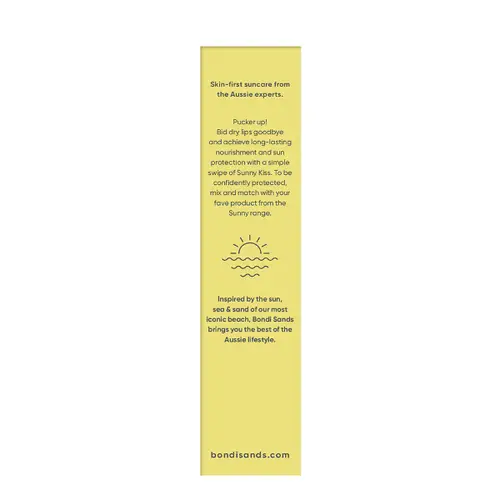 Skin-first suncare from
the Aussie experts.
Pucker up!
Bid dry lips goodbye
and achieve long-lasting
nourishment and sun
protection with a simple
swipe of Sunny Kiss. To be
confidently protected,
mix and match with your
fave product from the
Sunny range.
Inspired by the sun,
sea & sand of our most
iconic beach, Bondi Sands
brings you the best of the
Aussie lifestyle.
bondisands.com